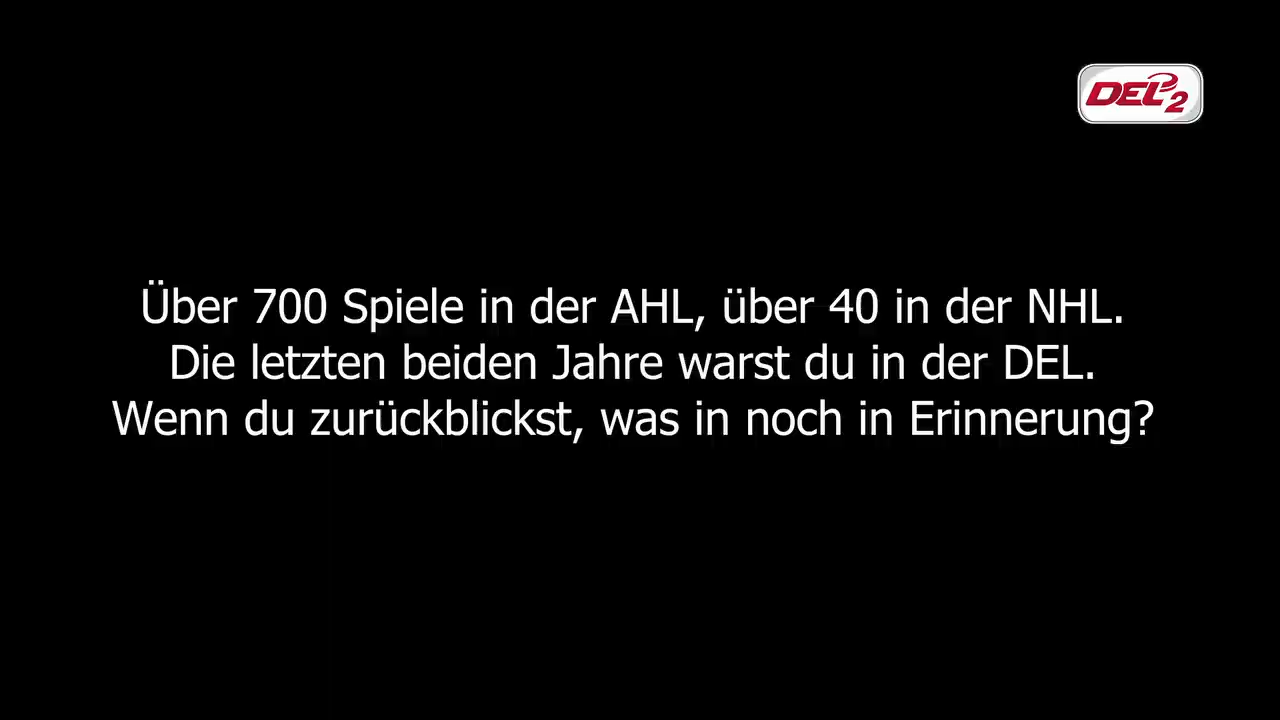 DEL2
Über 700 Spiele in der AHL, über 40 in der NHL.
Die letzten beiden Jahre warst du in der DEL.
Wenn du zurückblickst, was in noch in Erinnerung?